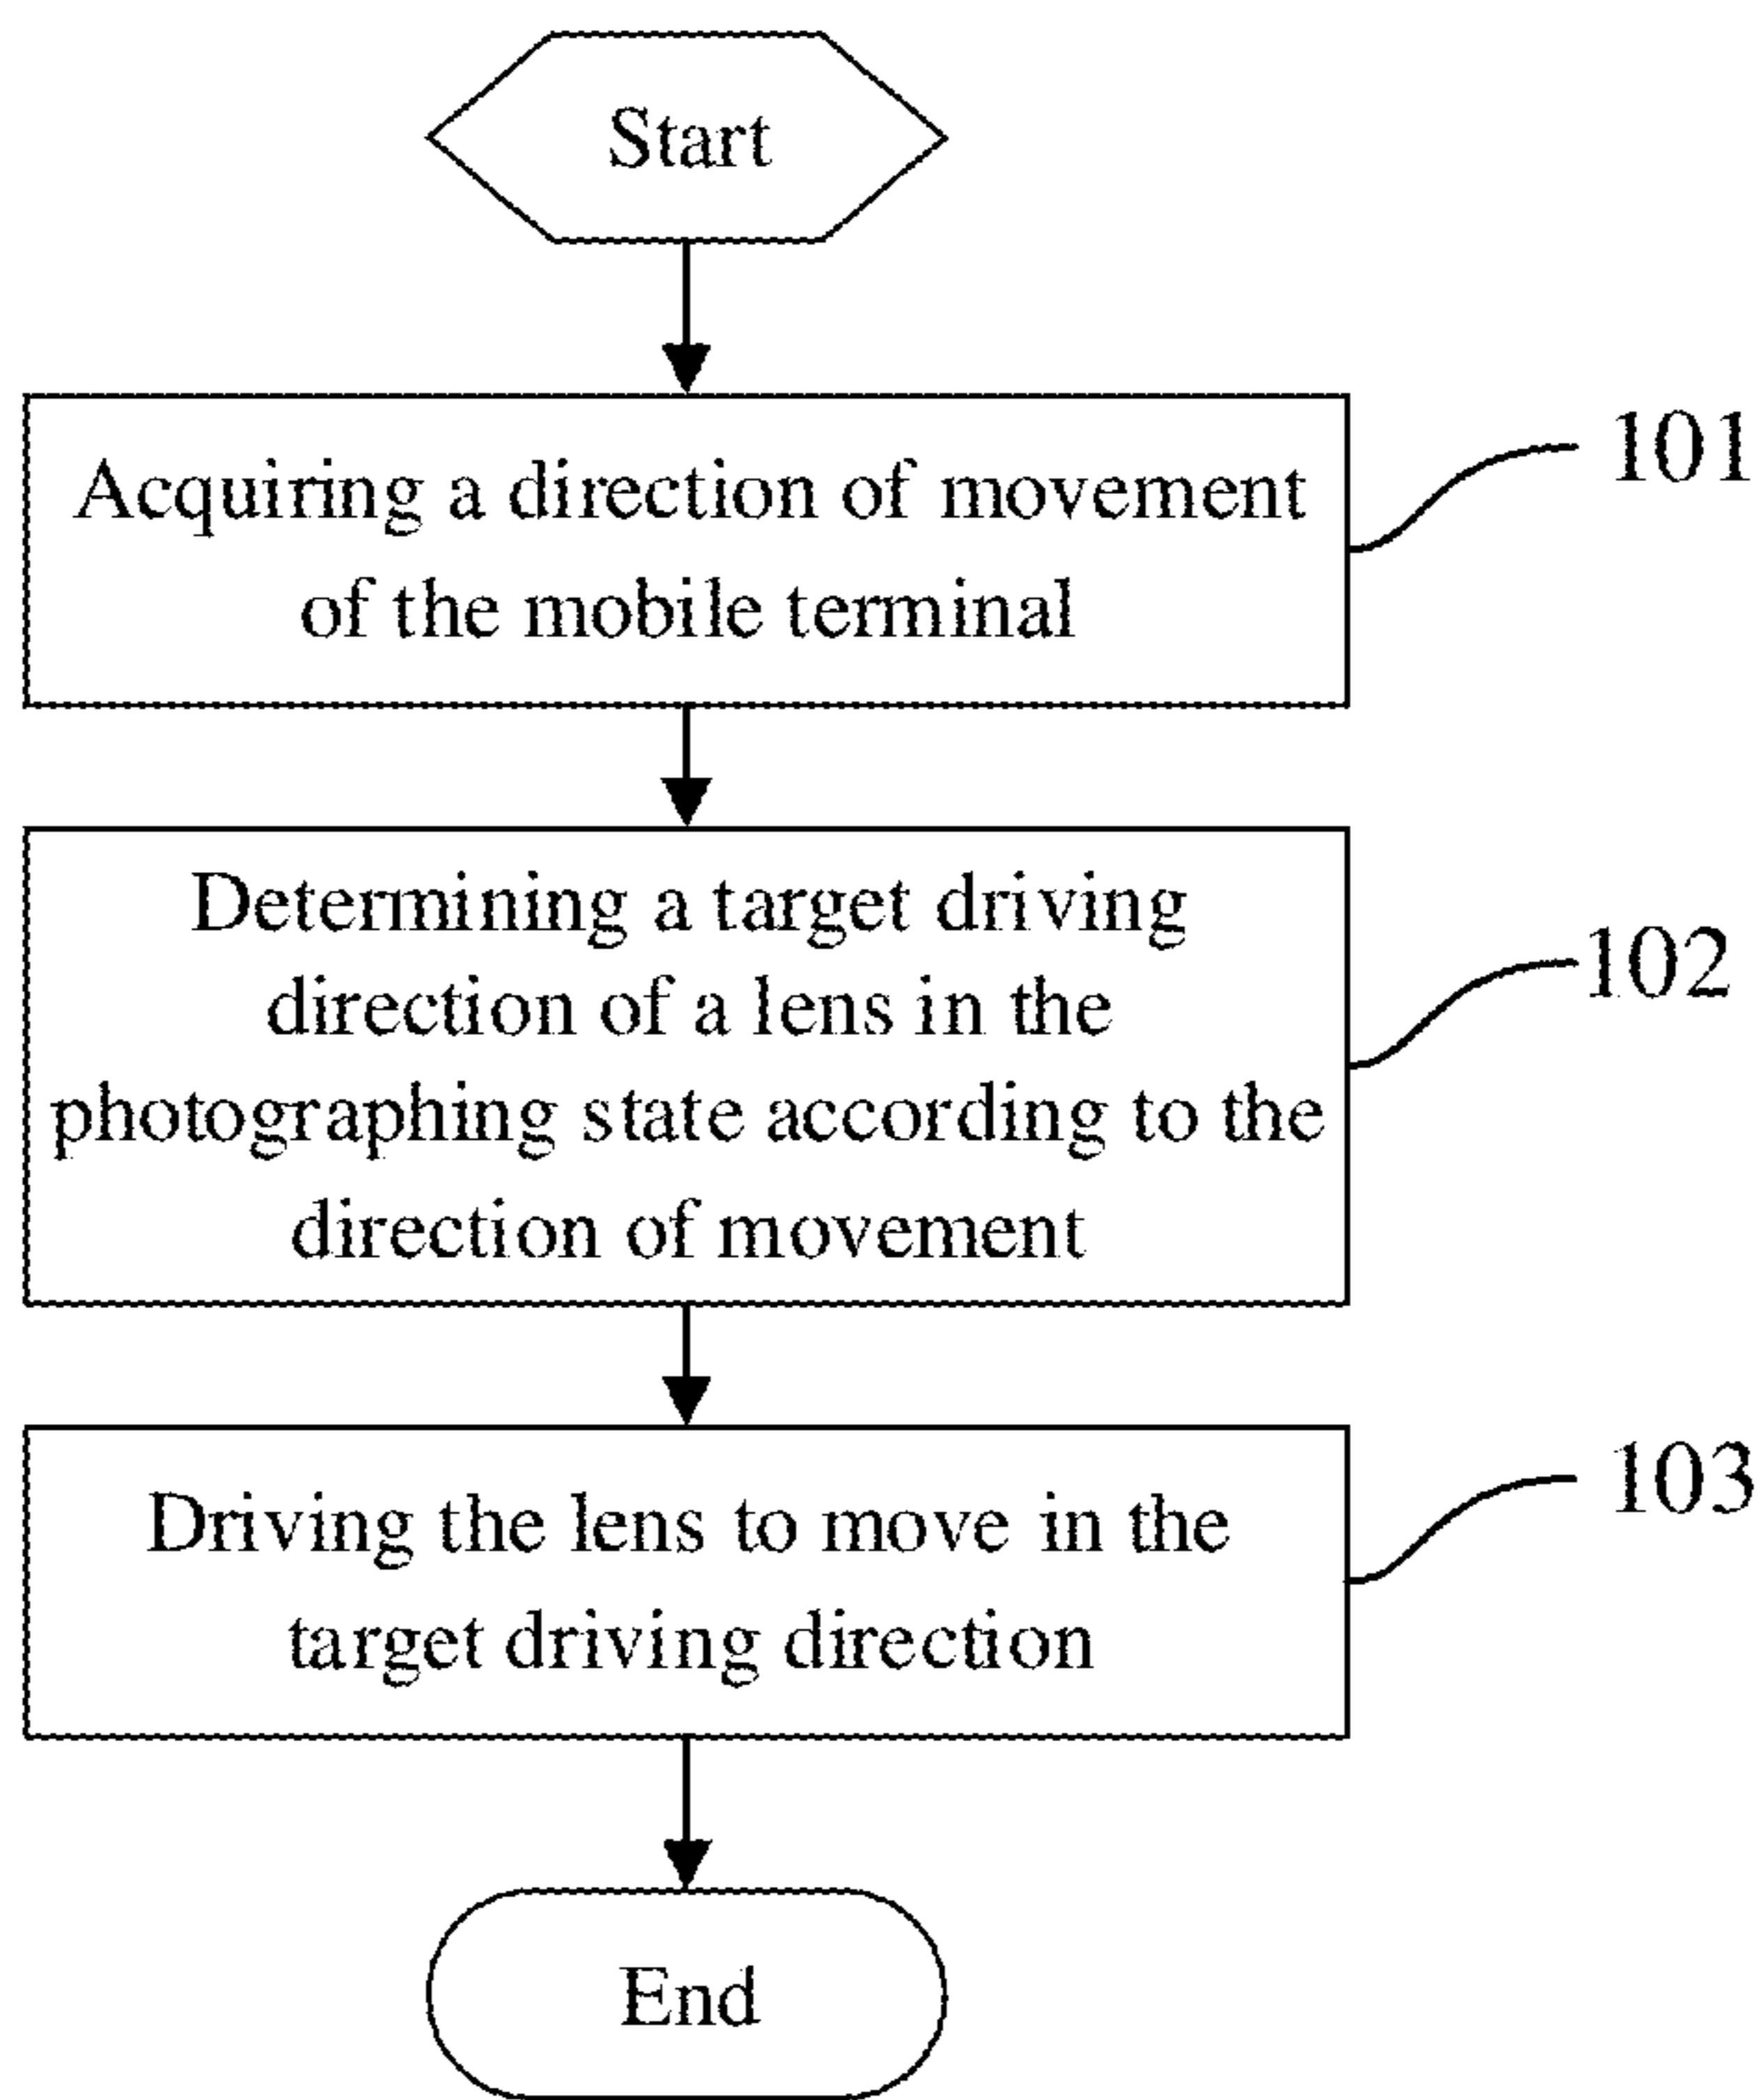 Start
Acquiring a direction of movement
of the mobile terminal
101
Determining a target driving
direction of a lens in the
photographing state according to the
direction of movement
102
Driving the lens to move in the
target driving direction
103
End